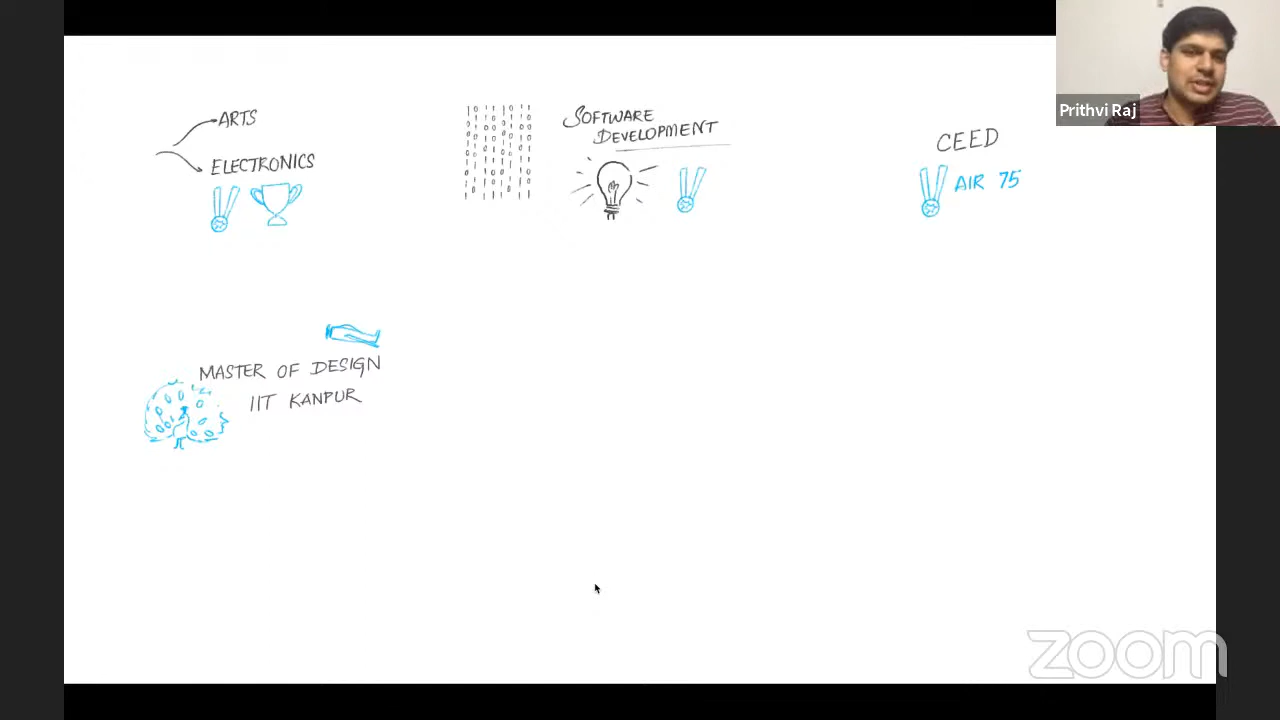 Prithvi Raj
ARTS
ELECTRONICS
SOFTWARE
DEVELOPMENT
CEED
AIR 75
MASTER OF DESIGN
IIT KANPUR
zoom